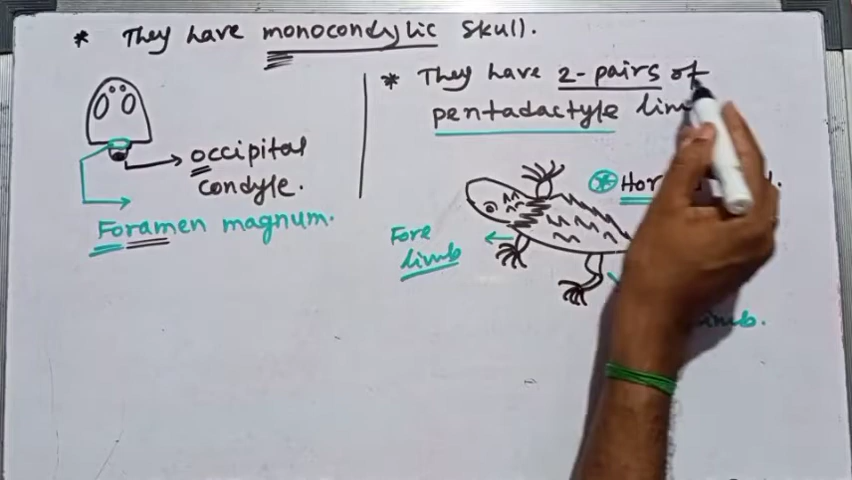 * They have monocondylic skull.
occipital
condyle.
Foramen magnum.
* They have 2-pairs of
pentadactyle
Fore
limb